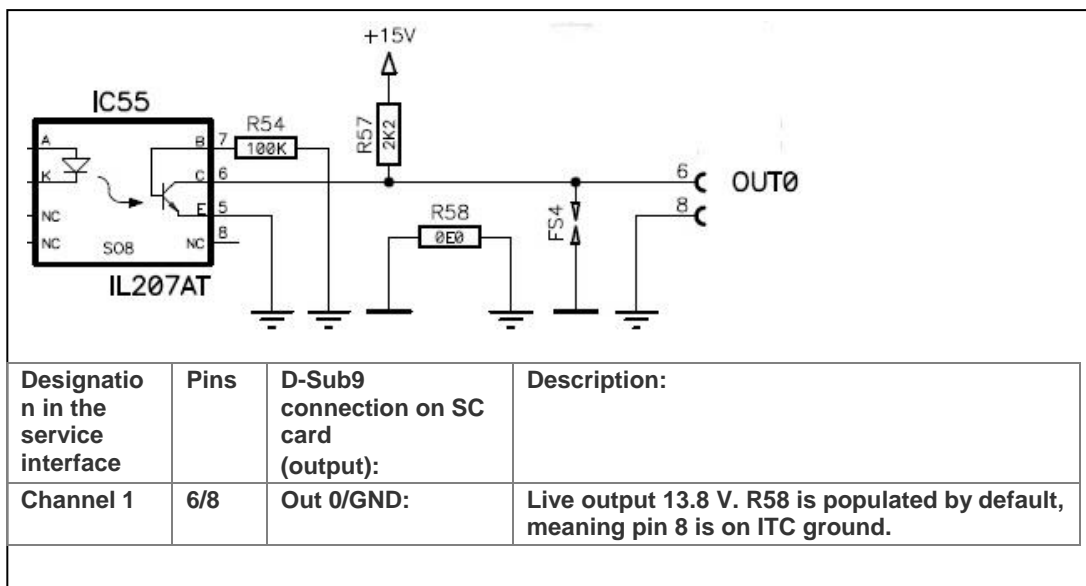 +15V
IC55
R54
100K
R57
2K2
A
K
NC
NC
SO8
B 7
C 6
E 5
NC 8
IL207AT
R58
0E0
FS4
6
8
OUT0
Designatio
n in the
service
interface
Pins
D-Sub9
connection on SC
card
(output):
Description:
Channel 1
6/8
Out 0/GND:
Live output 13.8 V. R58 is populated by default,
meaning pin 8 is on ITC ground.